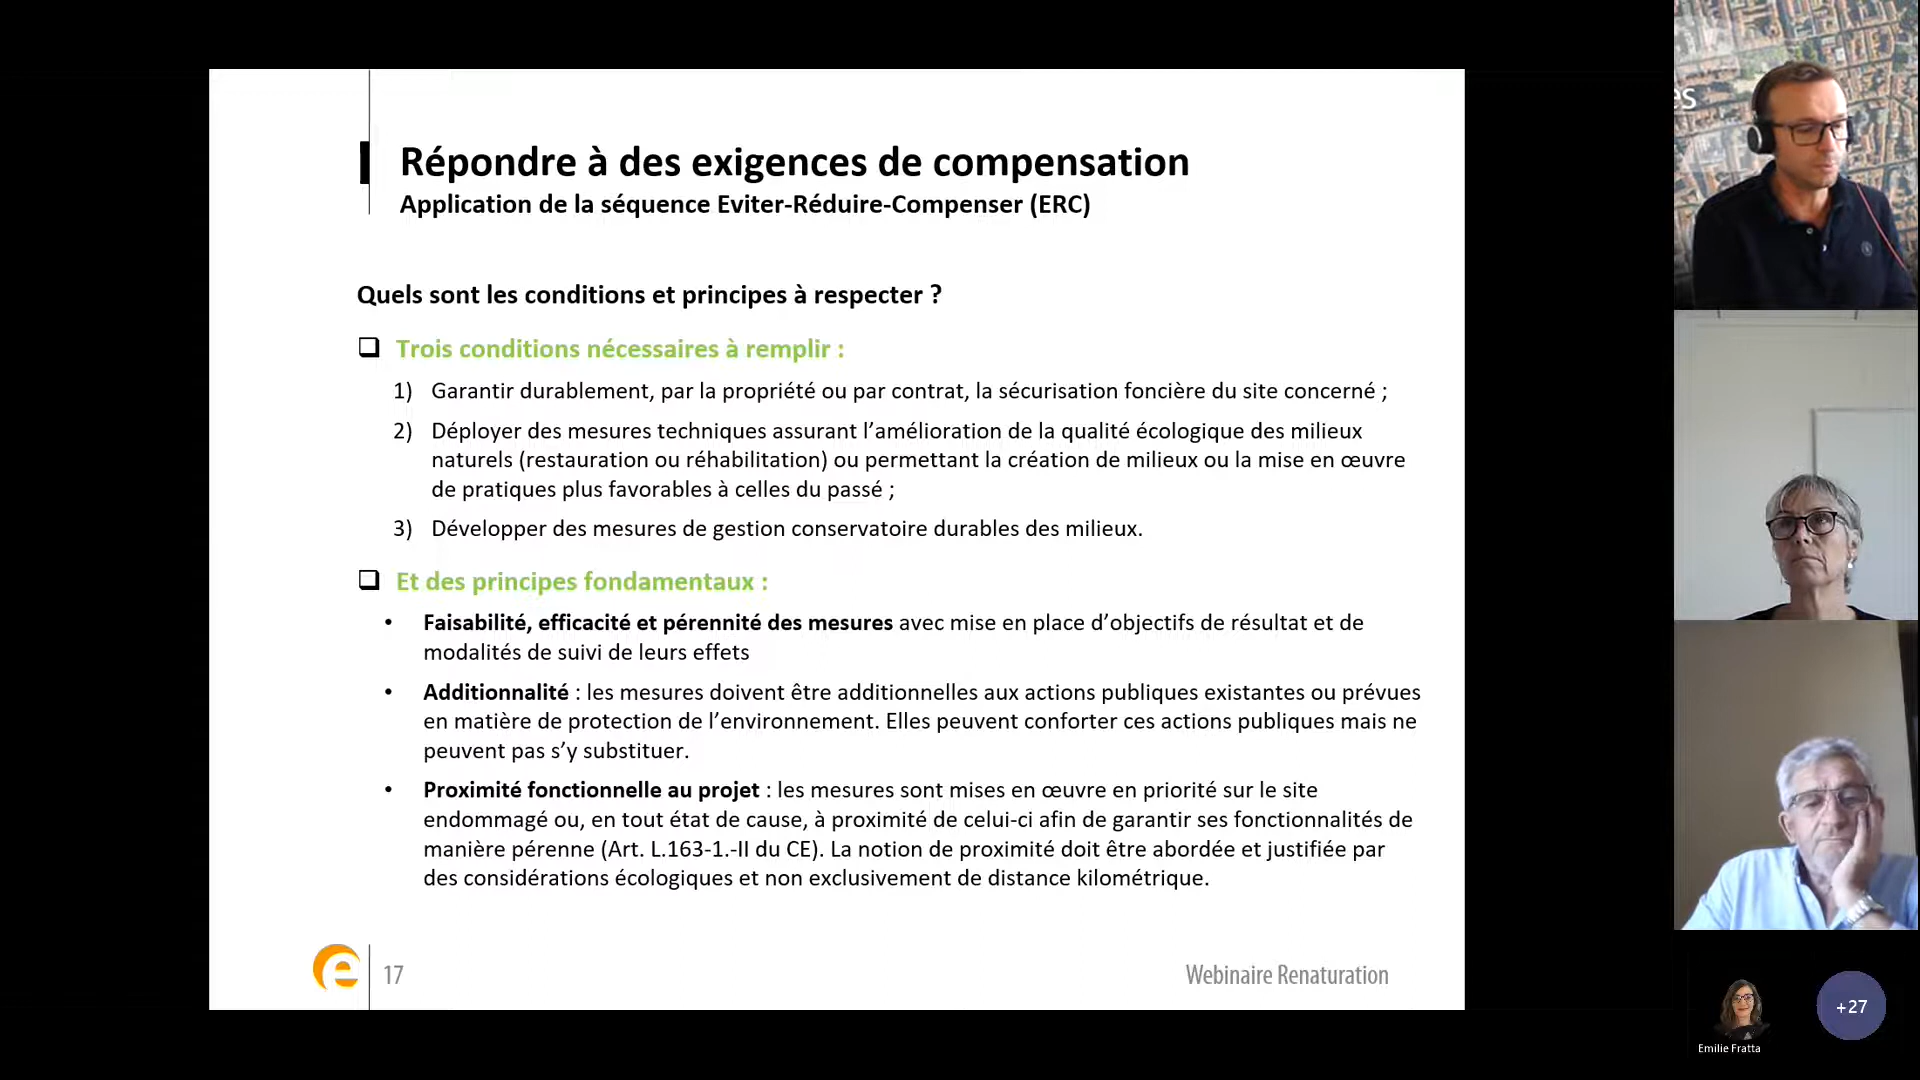 Répondre à des exigences de compensation
Application de la séquence Eviter-Réduire-Compenser (ERC)
Quels sont les conditions et principes à respecter ?
Trois conditions nécessaires à remplir :
1) Garantir durablement, par la propriété ou par contrat, la sécurisation foncière du site concerné ;
2) Déployer des mesures techniques assurant l’amélioration de la qualité écologique des milieux
naturels (restauration ou réhabilitation) ou permettant la création de milieux ou la mise en œuvre
de pratiques plus favorables à celles du passé ;
3) Développer des mesures de gestion conservatoire durables des milieux.
Et des principes fondamentaux :
• Faisabilité, efficacité et pérennité des mesures avec mise en place d’objectifs de résultat et de
modalités de suivi de leurs effets
• Additionnalité : les mesures doivent être additionnelles aux actions publiques existantes ou prévues
en matière de protection de l’environnement. Elles peuvent conforter ces actions publiques mais ne
peuvent pas s’y substituer.
• Proximité fonctionnelle au projet : les mesures sont mises en œuvre en priorité sur le site
endommagé ou, en tout état de cause, à proximité de celui-ci afin de garantir ses fonctionnalités de
manière pérenne (Art. L.163-1.-II du CE). La notion de proximité doit être abordée et justifiée par
des considérations écologiques et non exclusivement de distance kilométrique.
e
17
Webinaire Renaturation
es
+27
Emilie Fratta